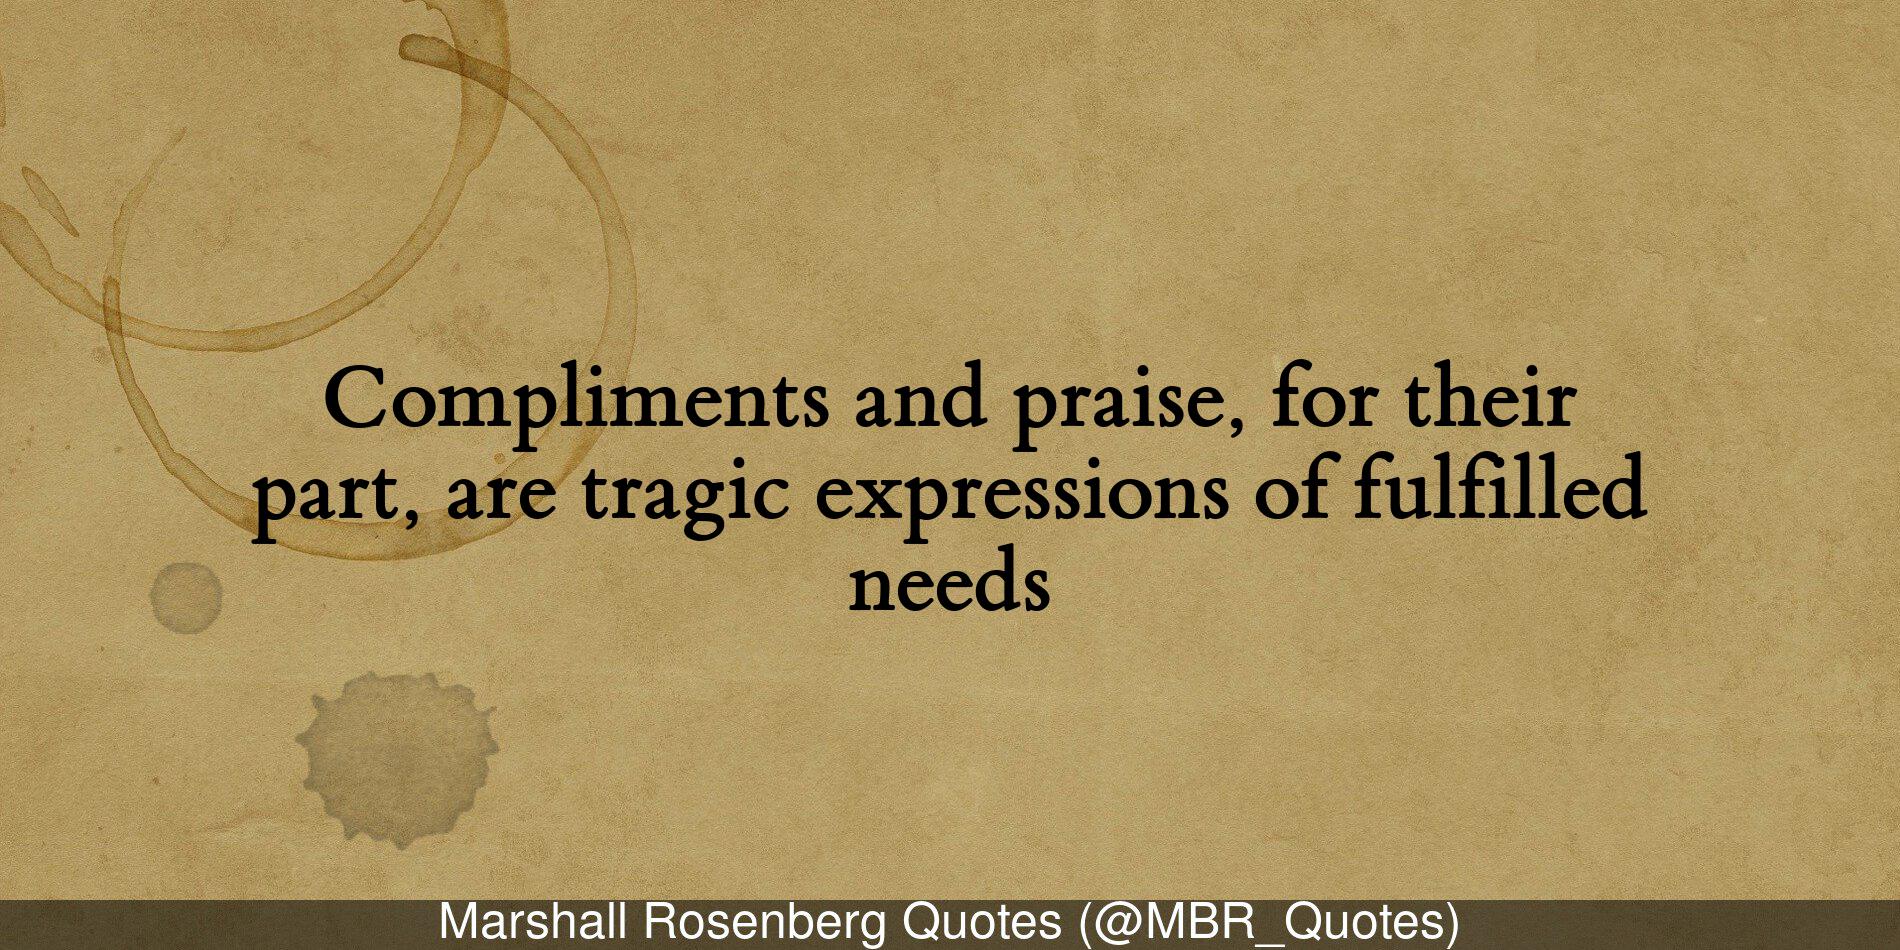 Compliments and praise, for their
part, are tragic expressions of fulfilled
needs
Marshall Rosenberg Quotes (@MBR_Quotes)